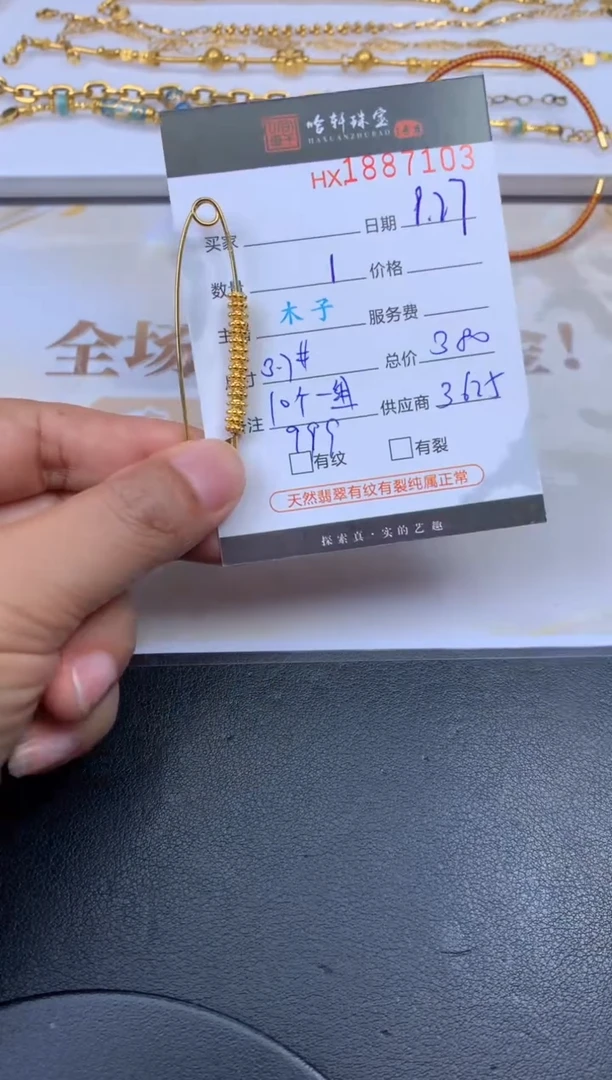 哈轩珠宝
HAXUANZHUBAO
HX1887103
买家 日期 9.27
数量 1 价格
主播 木子 服务费
尺寸 3.7# 总价 380
备注 10个一组 供应商 3625
999
有纹 有裂
天然翡翠有纹有裂纯属正常
探索真·实的艺趣
全场 !